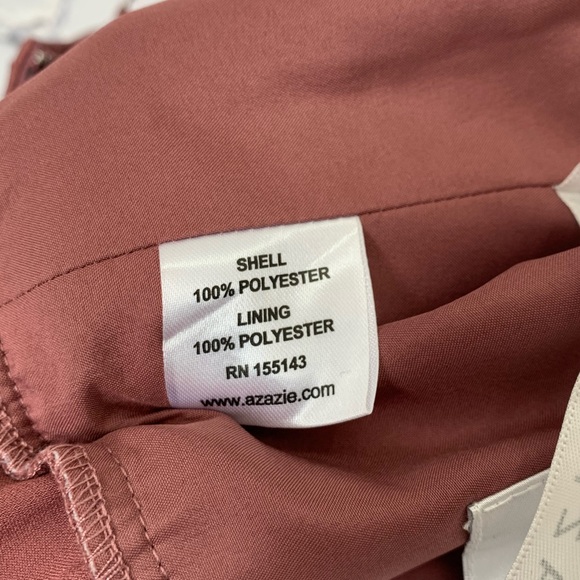 SHELL
100% POLYESTER
LINING
100% POLYESTER
RN 155143
www.azazie.com